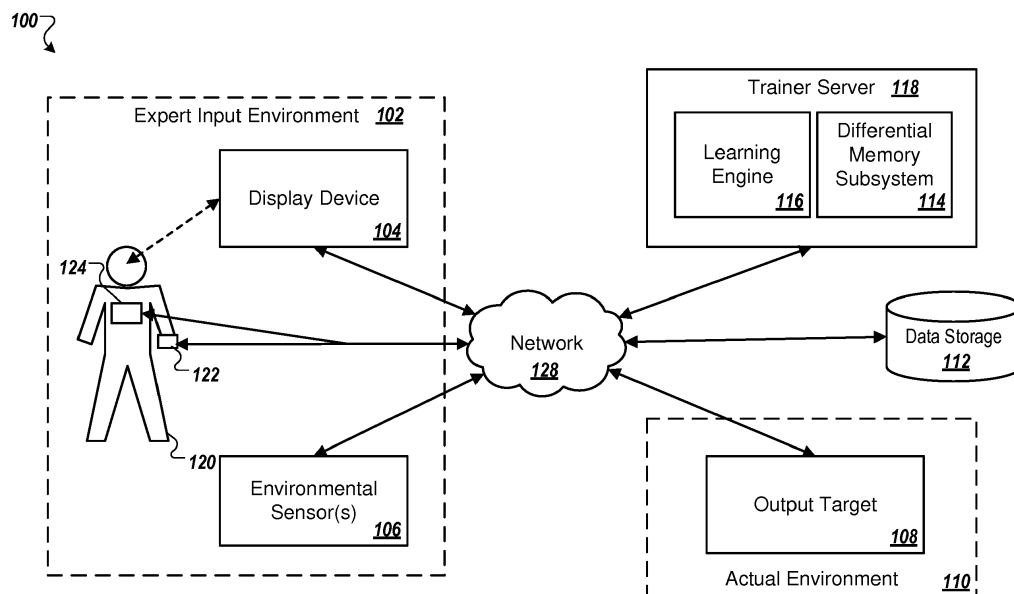 100
Expert Input Environment 102
Display Device
104
124
122
120
Environmental
Sensor(s)
106
Network
128
Trainer Server 118
Learning
Engine
116
Differential
Memory
Subsystem
114
Data Storage
112
Output Target
108
Actual Environment 110